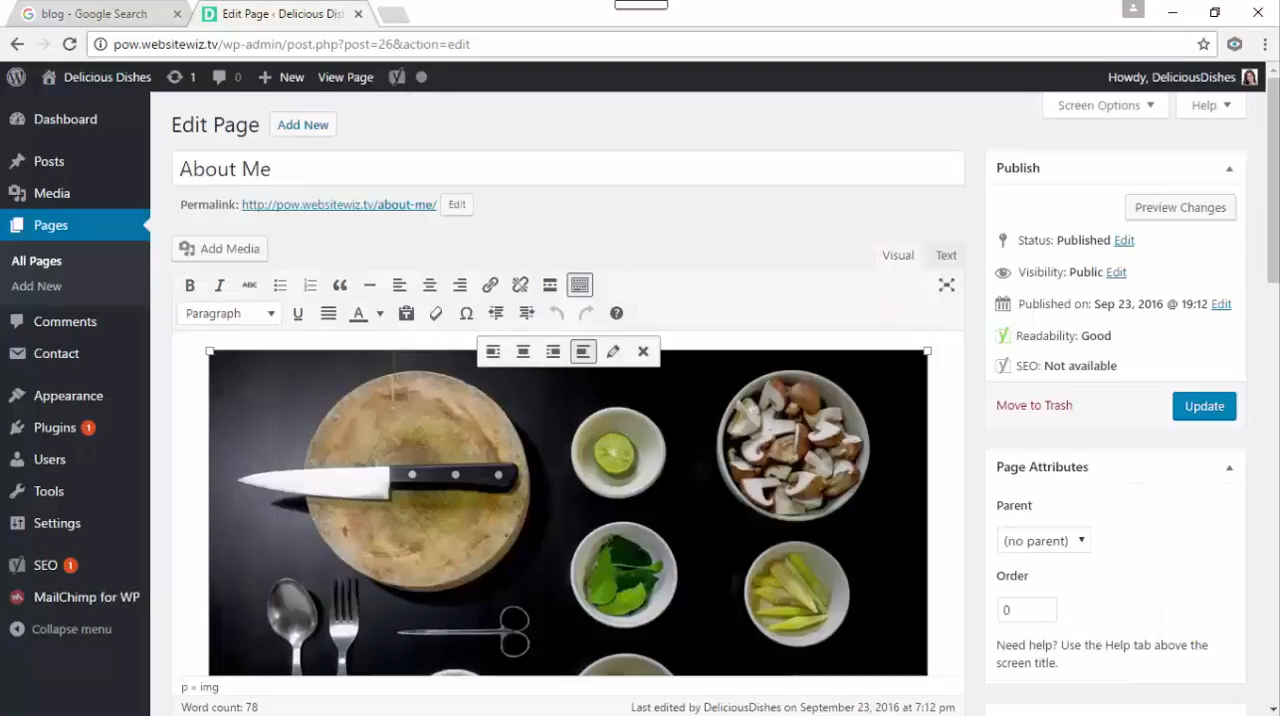 blog - Google Search
Edit Page ‹ Delicious Dis
pow.websitewiz.tv/wp-admin/post.php?post=26&action=edit
Delicious Dishes 1 0 New View Page
Howdy, DeliciousDishes
Screen Options
Help
Edit Page
Add New
About Me
Permalink: http://pow.websitewiz.tv/about-me/ Edit
Add Media
Visual
Text
B I ABC
Paragraph U A Ω
p » img
Word count: 78
Last edited by DeliciousDishes on September 23, 2016 at 7:12 pm
Dashboard
Posts
Media
Pages
All Pages
Add New
Comments
Contact
Appearance
Plugins 1
Users
Tools
Settings
SEO 1
MailChimp for WP
Collapse menu
Publish
Preview Changes
Status: Published Edit
Visibility: Public Edit
Published on: Sep 23, 2016 @ 19:12 Edit
Readability: Good
SEO: Not available
Move to Trash
Update
Page Attributes
Parent
(no parent)
Order
0
Need help? Use the Help tab above the
screen title.